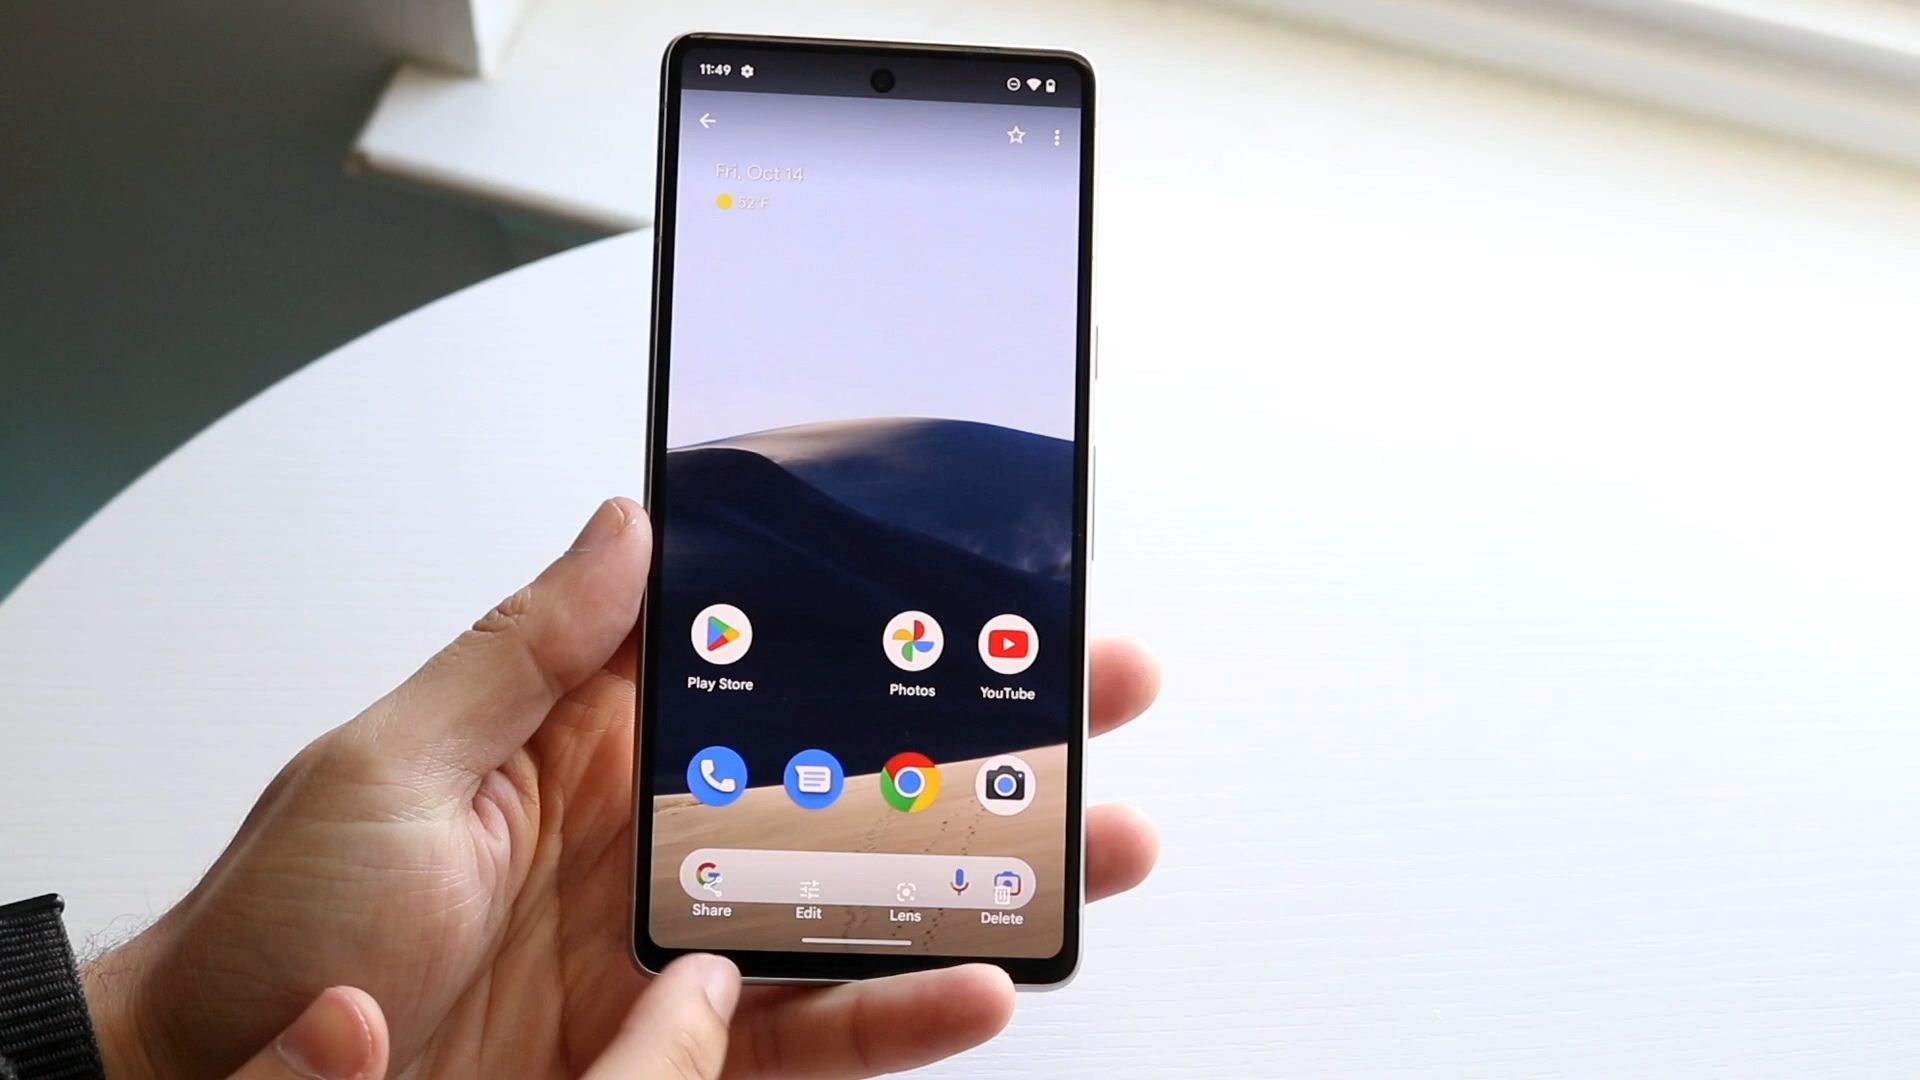 11:49
Fri, Oct 14
52°F
Play Store
Photos
YouTube
Share
Edit
Lens
Delete